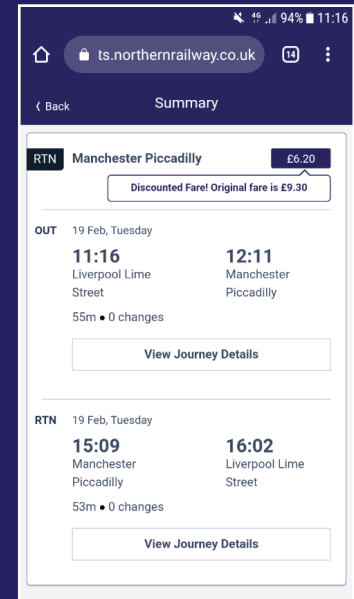 4G 94% 11:16
ts.northernrailway.co.uk 14
Back Summary
RTN Manchester Piccadilly £6.20
Discounted Fare! Original fare is £9.30
OUT 19 Feb, Tuesday
11:16 12:11
Liverpool Lime Manchester
Street Piccadilly
55m • 0 changes
View Journey Details
RTN 19 Feb, Tuesday
15:09 16:02
Manchester Liverpool Lime
Piccadilly Street
53m • 0 changes
View Journey Details